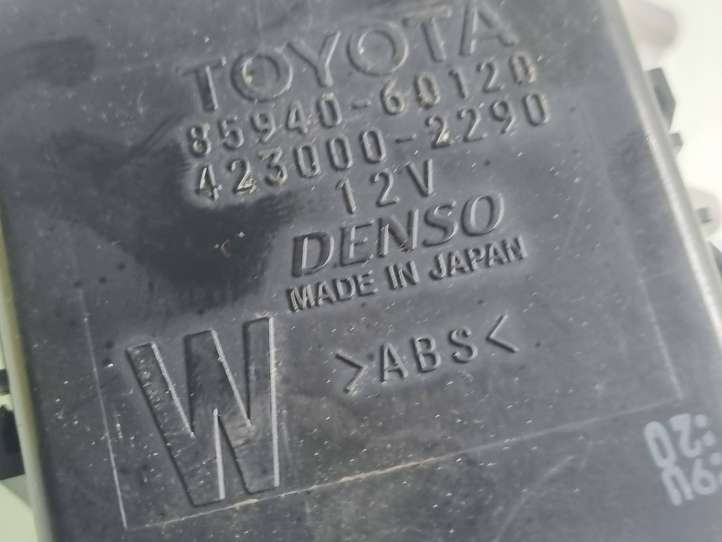 TOYOTA
85940-60120
423000-2290
12V
DENSO
MADE IN JAPAN
W
>ABS<